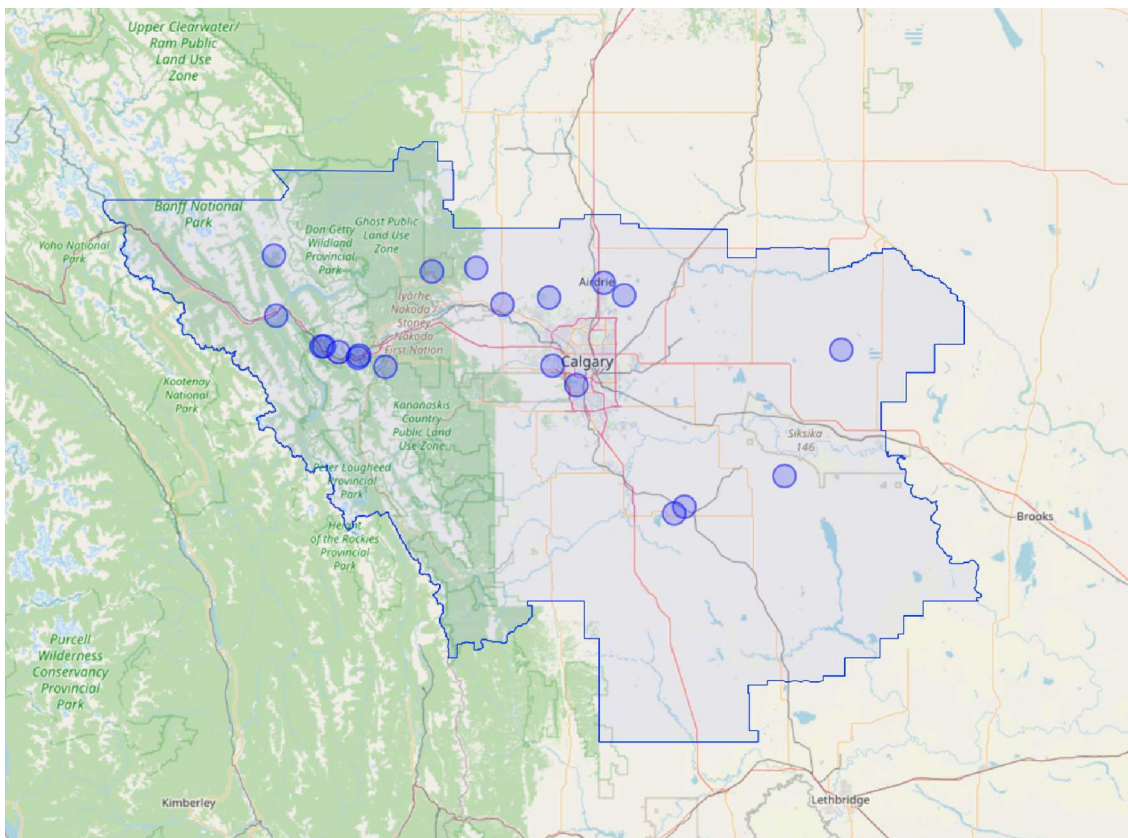 Upper Clearwater/
Ram Public
Land Use
Zone
Banff National
Park
Yoho National
Park
Don Getty
Wildland
Provincial
Park
Ghost Public
Land Use
Zone
Îyârhe
Nakoda -
Stoney
Nakoda
First Nation
Airdrie
Calgary
Kootenay
National
Park
Kananaskis
Country
Public Land
Use Zone
Siksika
146
Peter Lougheed
Provincial
Park
Height
of the Rockies
Provincial
Park
Brooks
Purcell
Wilderness
Conservancy
Provincial
Park
Kimberley
Lethbridge